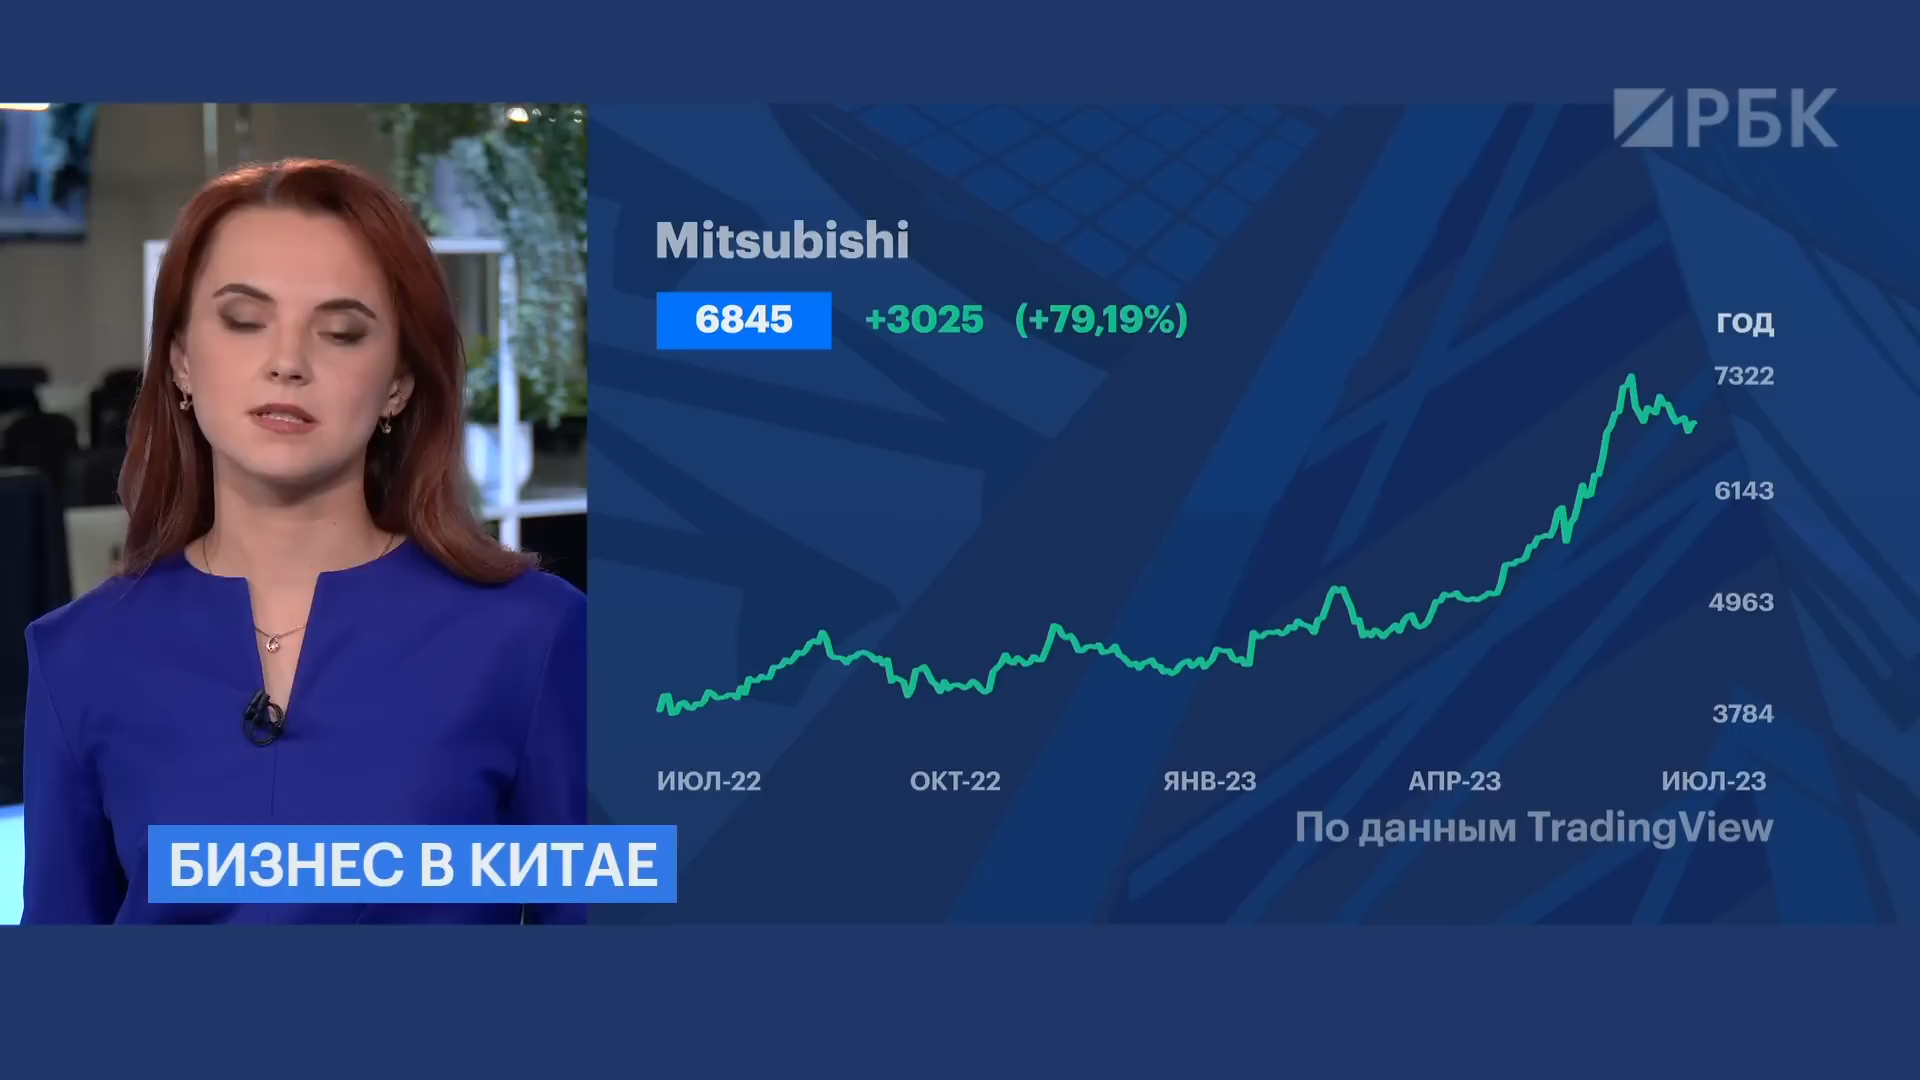 РБК
Mitsubishi
6845 +3025 (+79,19%)
ГОД
7322
6143
4963
3784
ИЮЛ-22 ОКТ-22 ЯНВ-23 АПР-23 ИЮЛ-23
По данным TradingView
БИЗНЕС В КИТАЕ